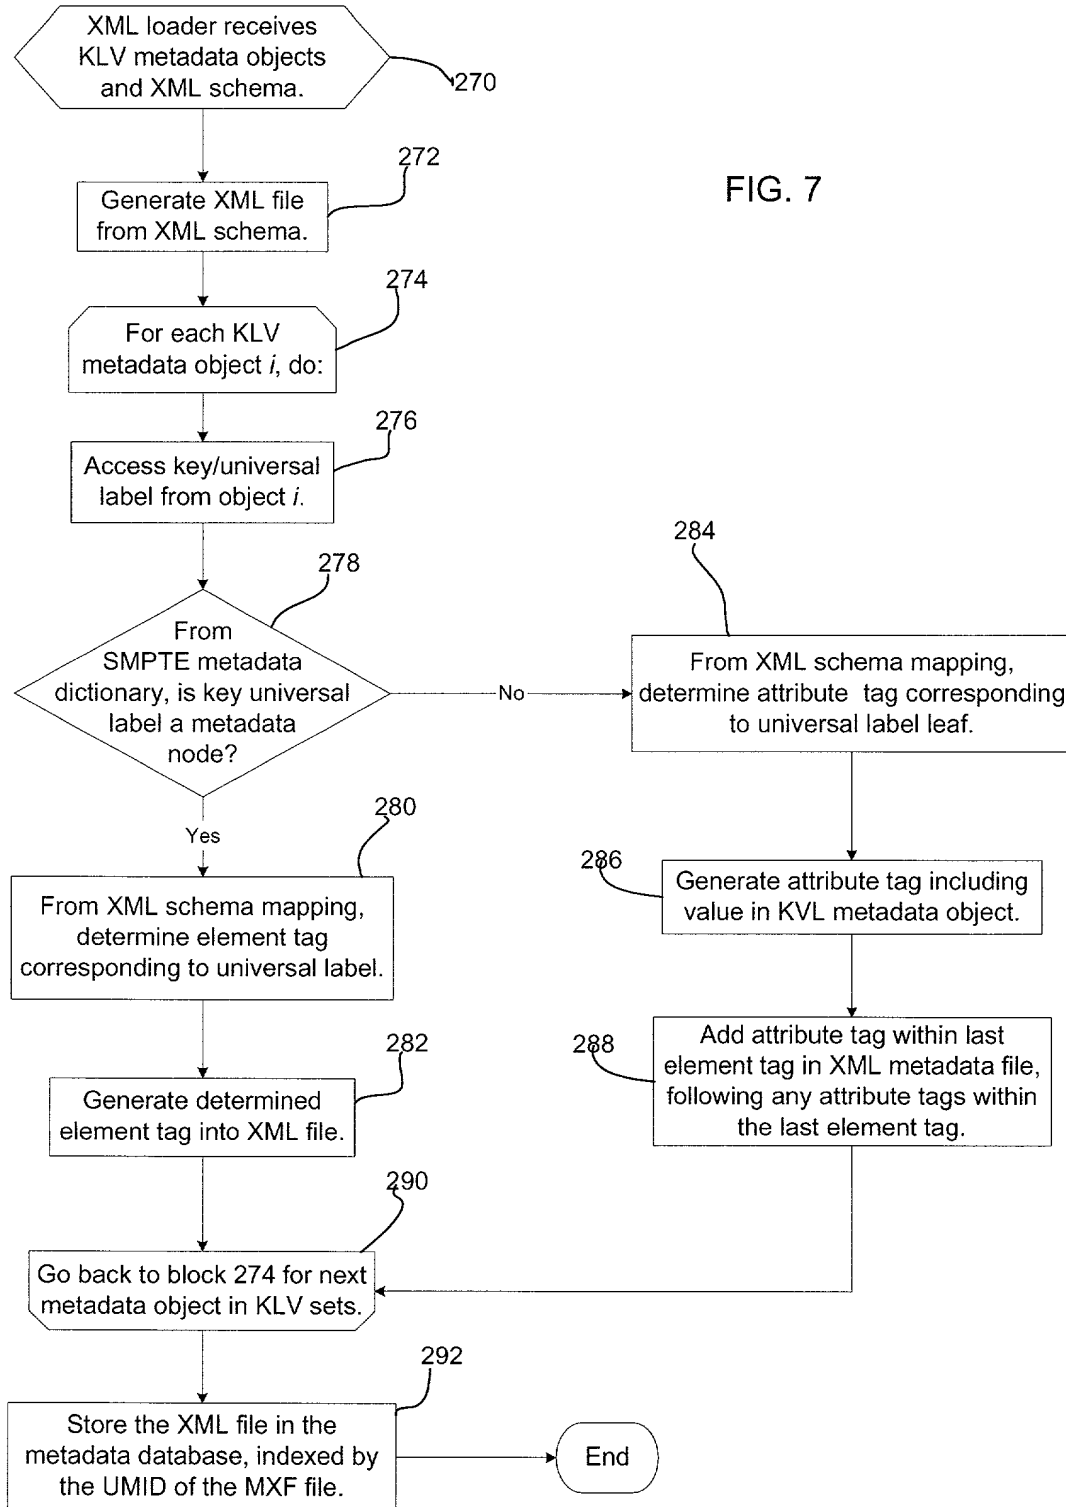 XML loader receives
KLV metadata objects
and XML schema.
270
272
Generate XML file
from XML schema.
FIG. 7
274
For each KLV
metadata object i, do:
276
Access key/universal
label from object i.
278
From
SMPTE metadata
dictionary, is key universal
label a metadata
node?
No
284
From XML schema mapping,
determine attribute tag corresponding
to universal label leaf.
Yes
280
From XML schema mapping,
determine element tag
corresponding to universal label.
286
Generate attribute tag including
value in KVL metadata object.
282
Generate determined
element tag into XML file.
288
Add attribute tag within last
element tag in XML metadata file,
following any attribute tags within
the last element tag.
290
Go back to block 274 for next
metadata object in KLV sets.
292
Store the XML file in the
metadata database, indexed by
the UMID of the MXF file.
End